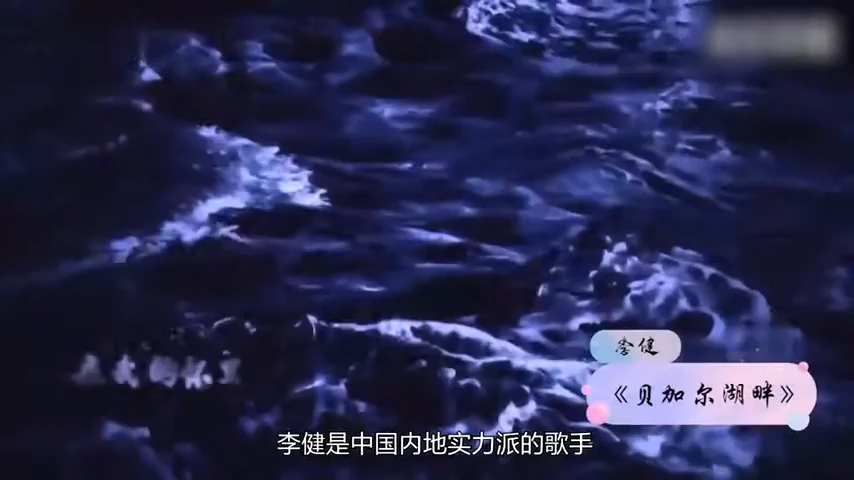 李健
《贝加尔湖畔》
李健是中国内地实力派的歌手